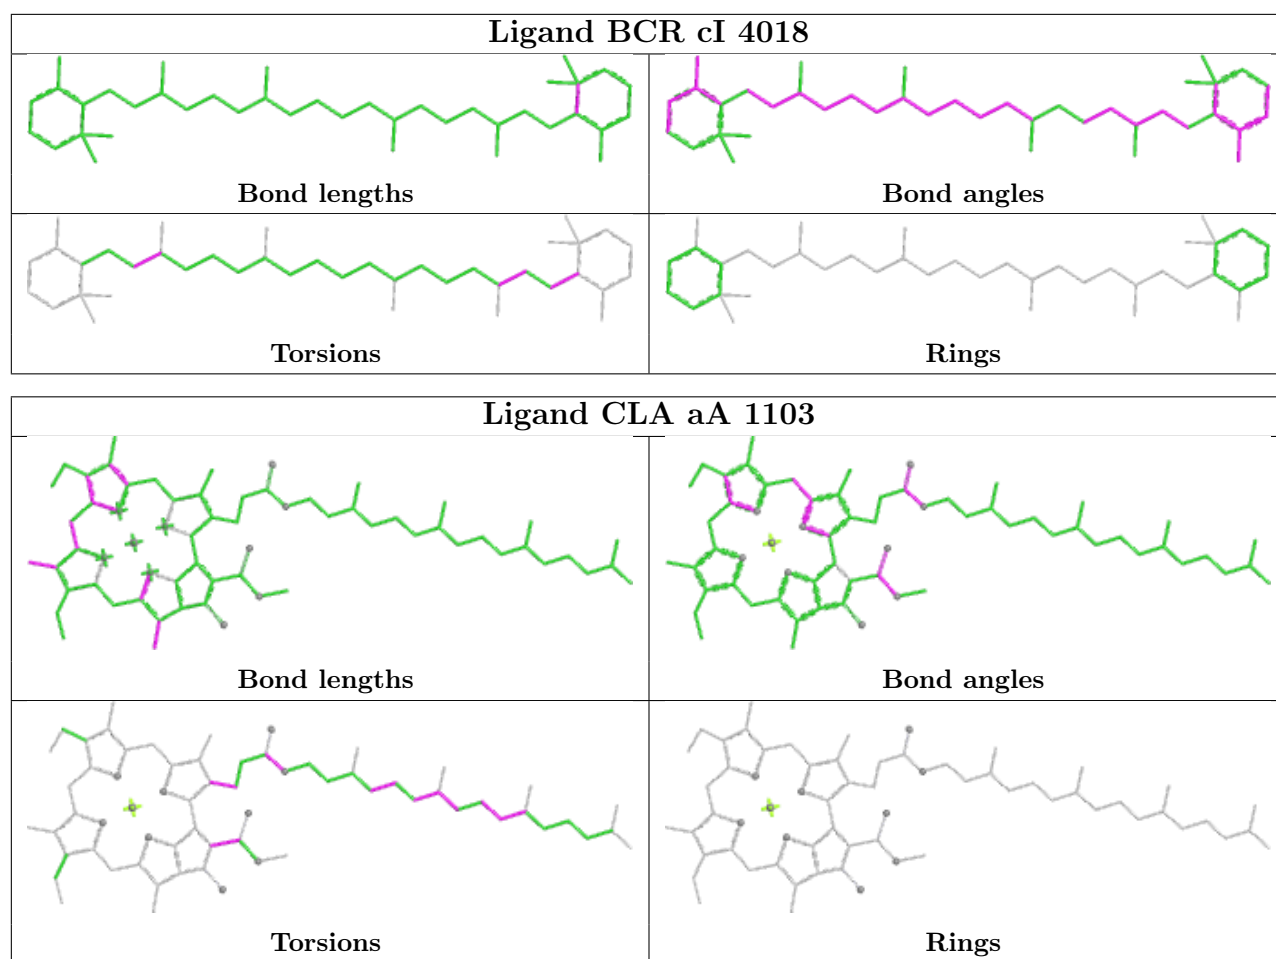 Ligand BCR cI 4018
Bond lengths
Bond angles
Torsions
Rings
Ligand CLA aA 1103
Bond lengths
Bond angles
Torsions
Rings